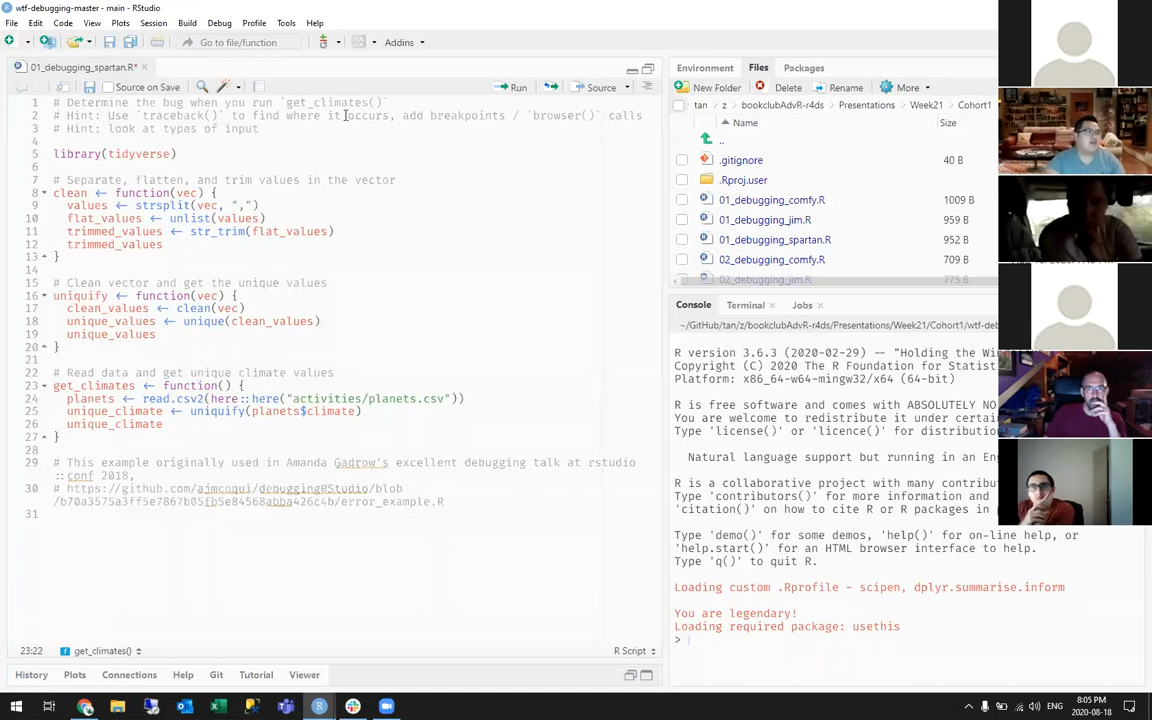 wtf-debugging-master - main - RStudio
File Edit Code View Plots Session Build Debug Profile Tools Help
Go to file/function Addins
01_debugging_spartan.R*
Source on Save Run Source
1 # Determine the bug when you run `get_climates()`
2 # Hint: Use `traceback()` to find where it occurs, add breakpoints / `browser()` calls
3 # Hint: look at types of input
4
5 library(tidyverse)
6
7 # Separate, flatten, and trim values in the vector
8 clean ← function(vec) {
9 values ← strsplit(vec, ",")
10 flat_values ← unlist(values)
11 trimmed_values ← str_trim(flat_values)
12 trimmed_values
13 }
14
15 # Clean vector and get the unique values
16 uniquify ← function(vec) {
17 clean_values ← clean(vec)
18 unique_values ← unique(clean_values)
19 unique_values
20 }
21
22 # Read data and get unique climate values
23 get_climates ← function() {
24 planets ← read.csv2(here::here("activities/planets.csv"))
25 unique_climate ← uniquify(planets$climate)
26 unique_climate
27 }
28
29 # This example originally used in Amanda Gadrow's excellent debugging talk at rstudio
::conf 2018,
30 # https://github.com/ajmcoqui/debuggingRStudio/blob
/b70a3575a3ff5e7867b05fb5e84568abba426c4b/error_example.R
31
23:22 get_climates() R Script
History Plots Connections Help Git Tutorial Viewer
Environment Files Packages
New Folder Delete Rename More
tan z bookclubAdvR-r4ds Presentations Week21 Cohort1
Name
..
.gitignore 40 B
.Rproj.user
01_debugging_comfy.R 1009 B
01_debugging_jim.R 959 B
01_debugging_spartan.R 952 B
02_debugging_comfy.R 709 B
02_debugging_jim.R 775 B
Console Terminal Jobs
~/GitHub/tan/z/bookclubAdvR-r4ds/Presentations/Week21/Cohort1/wtf-deb
R version 3.6.3 (2020-02-29) -- "Holding the Wi
Copyright (C) 2020 The R Foundation for Statist
Platform: x86_64-w64-mingw32/x64 (64-bit)
R is free software and comes with ABSOLUTELY NO
You are welcome to redistribute it under certai
Type 'license()' or 'licence()' for distributio
Natural language support but running in an En
R is a collaborative project with many contribu
Type 'contributors()' for more information and
'citation()' on how to cite R or R packages in p
Type 'demo()' for some demos, 'help()' for on-line help, or
'help.start()' for an HTML browser interface to help.
Type 'q()' to quit R.
Loading custom .Rprofile - scipen, dplyr.summarise.inform
You are legendary!
Loading required package: usethis
>
ENG 8:05 PM
2020-08-18